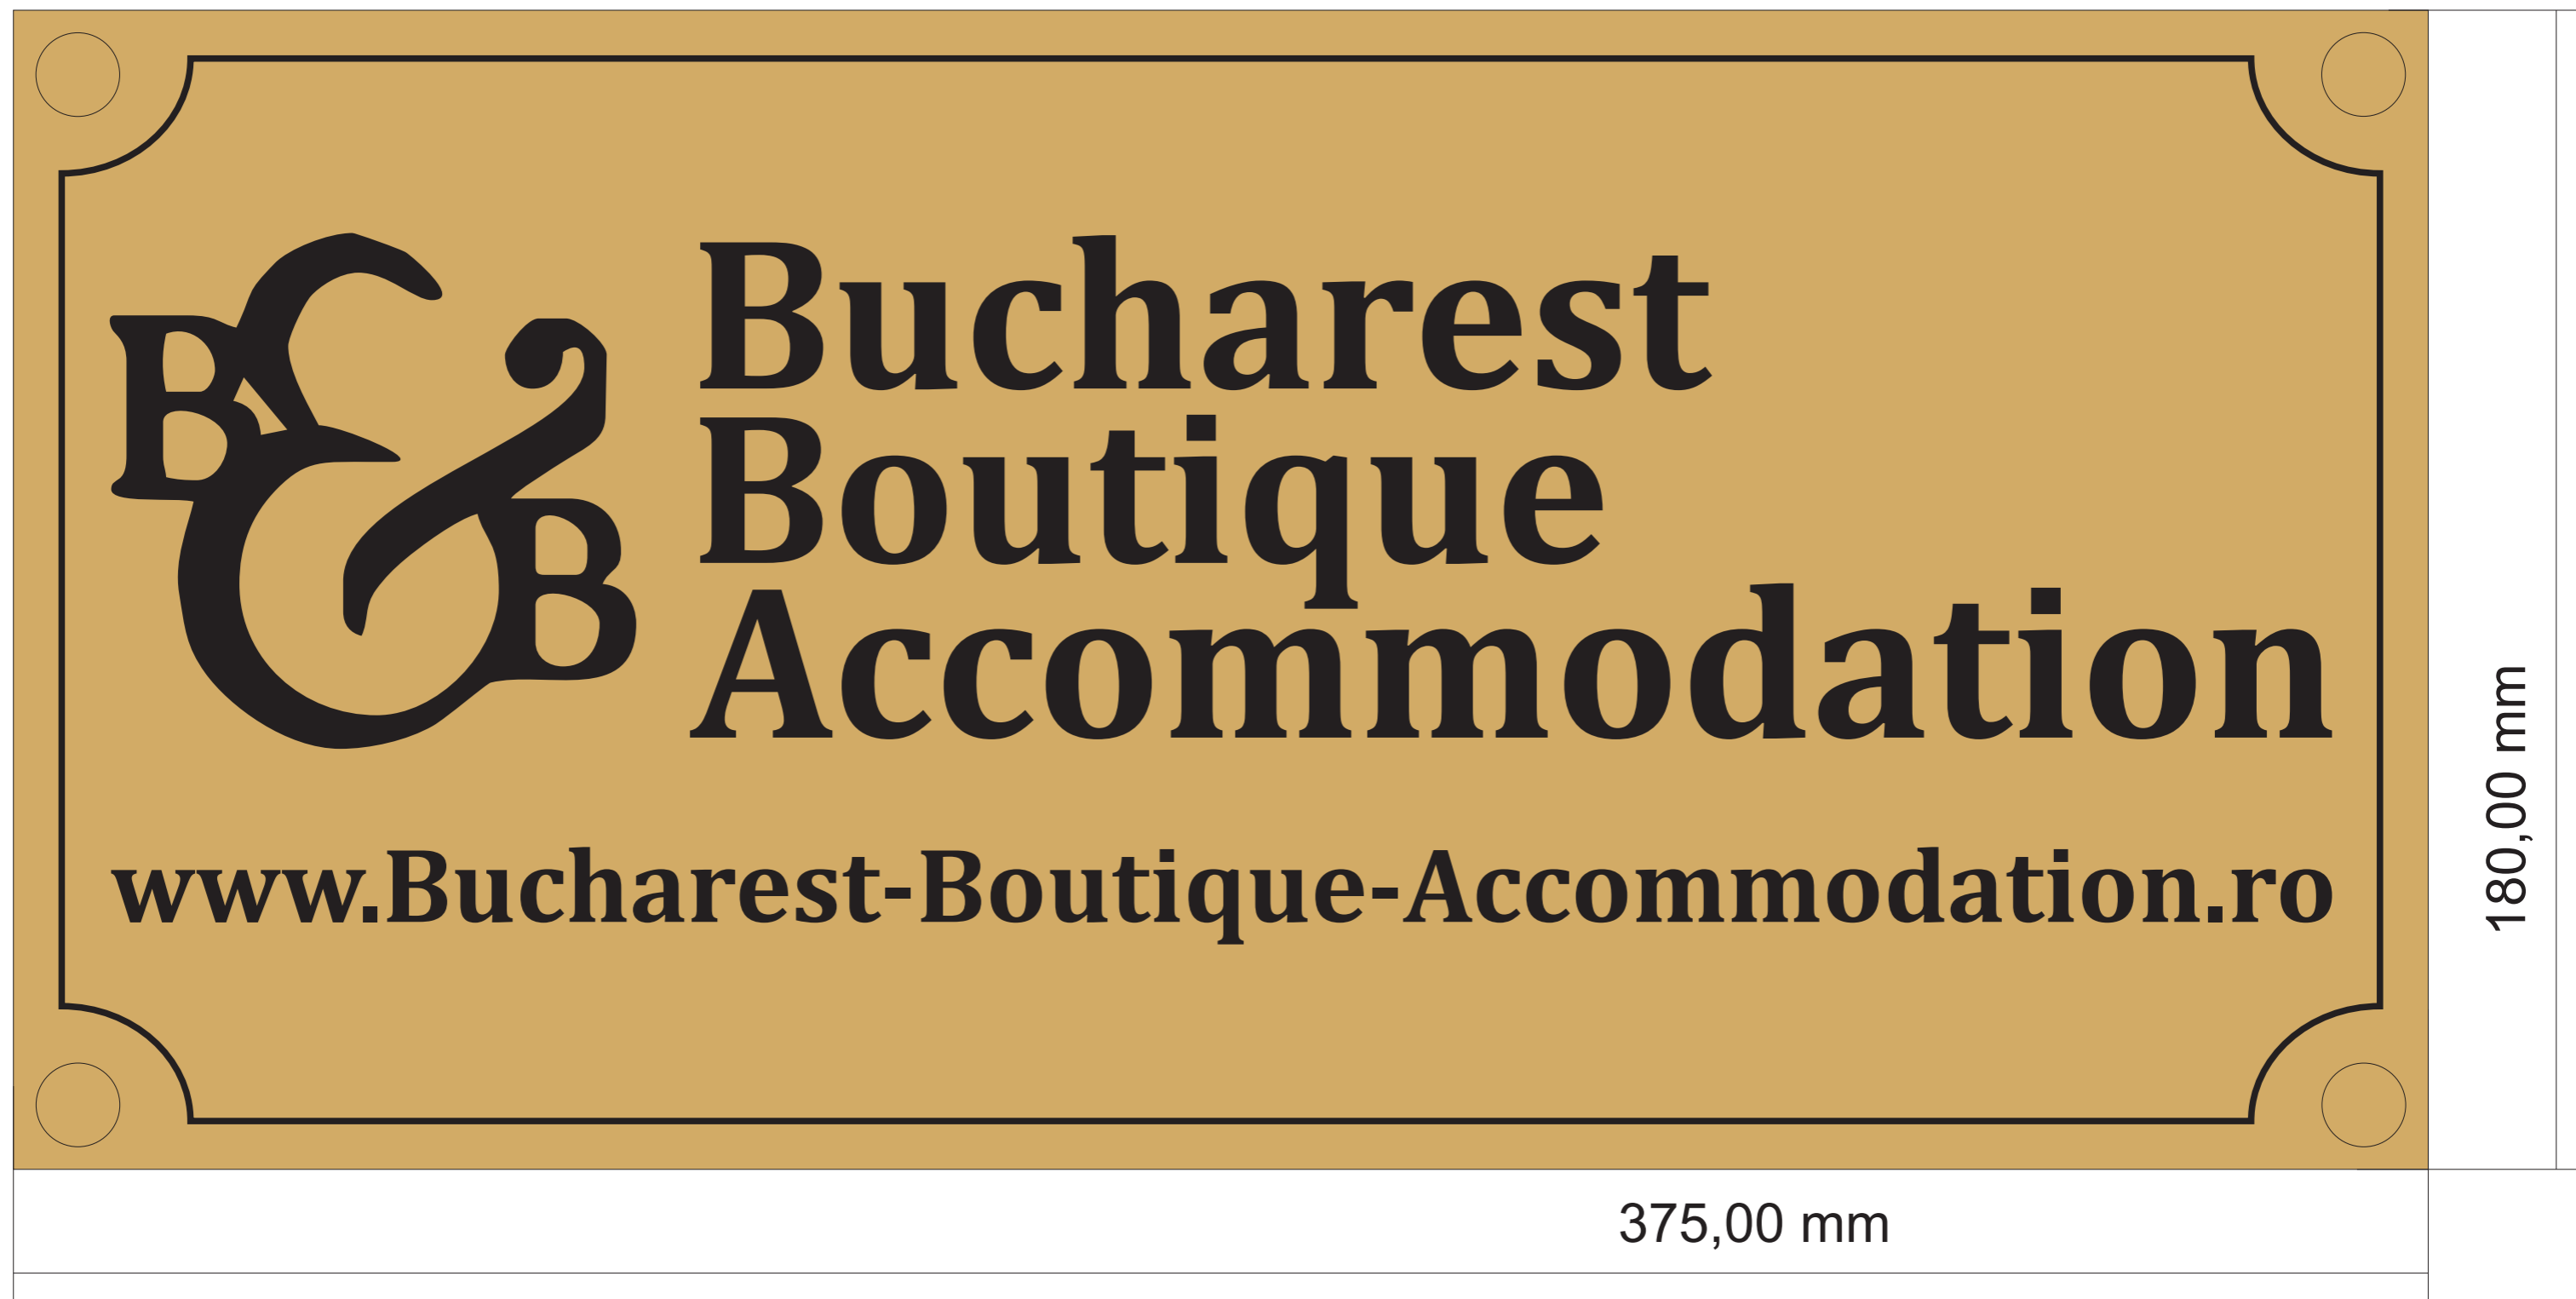 B&B
Bucharest
Boutique
Accommodation
www.Bucharest-Boutique-Accommodation.ro
180,00 mm
375,00 mm